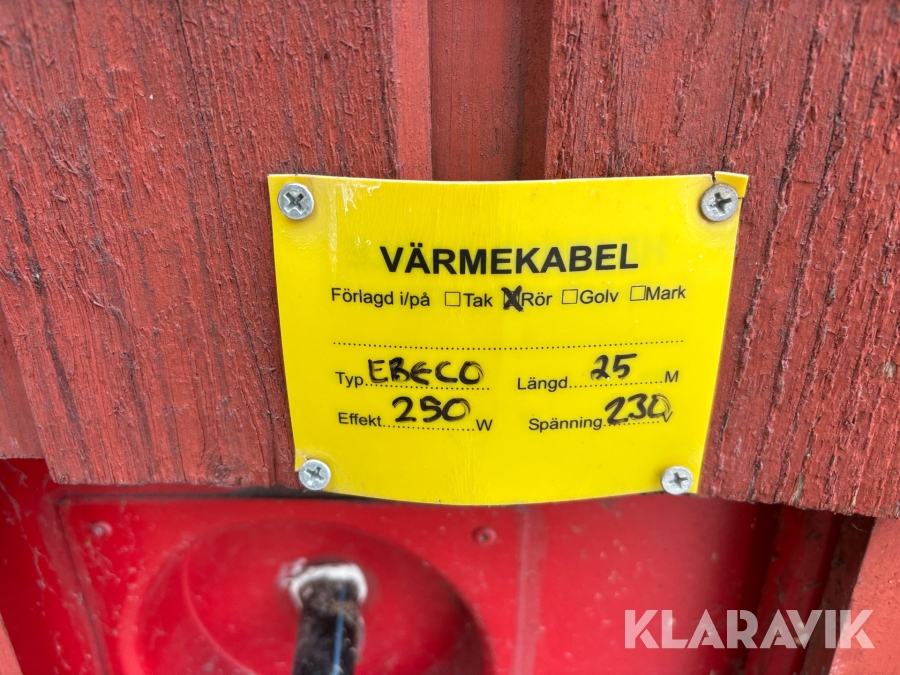 VÄRMEKABEL
Förlagd i/på ☐Tak ☒Rör ☐Golv ☐Mark
Typ EBECO Längd 25 M
Effekt 250 W Spänning 230 V
KLARAVIK